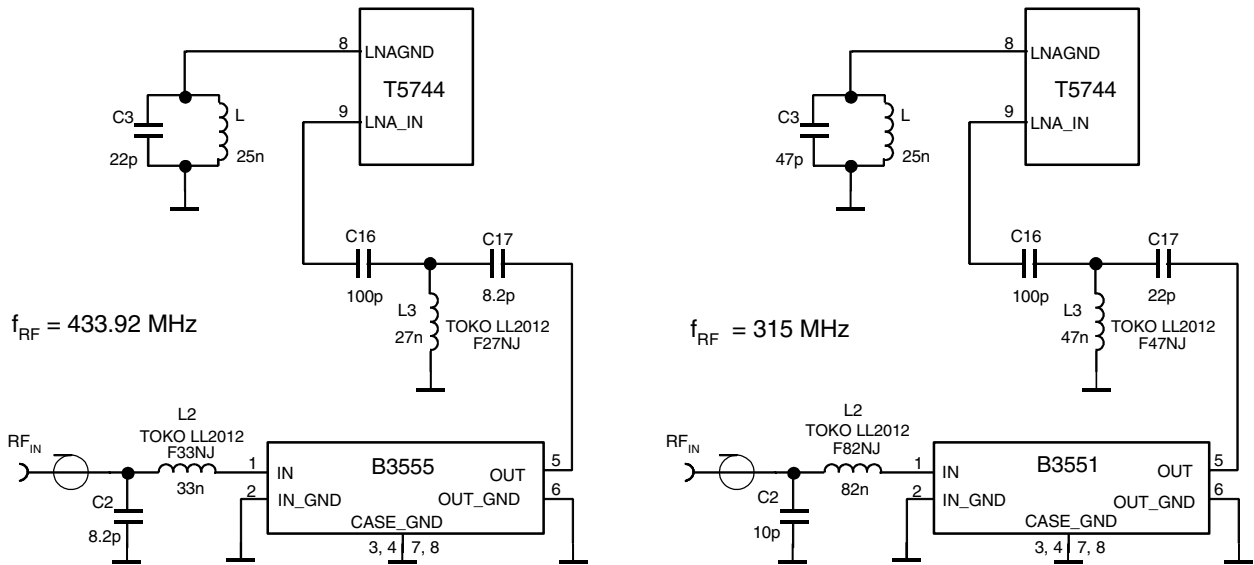 8
LNAGND
T5744
C3
L
9
LNA_IN
22p
25n
C16
C17
100p
8.2p
L3
fRF = 433.92 MHz
27n
TOKO LL2012
F27NJ
L2
TOKO LL2012
F33NJ
RFIN
33n
1
IN
B3555
OUT
5
2
IN_GND
OUT_GND
6
C2
8.2p
CASE_GND
3, 4
7, 8
8
LNAGND
T5744
C3
L
9
LNA_IN
47p
25n
C16
C17
100p
22p
L3
fRF = 315 MHz
47n
TOKO LL2012
F47NJ
L2
TOKO LL2012
F82NJ
RFIN
82n
1
IN
B3551
OUT
5
2
IN_GND
OUT_GND
6
C2
10p
CASE_GND
3, 4
7, 8